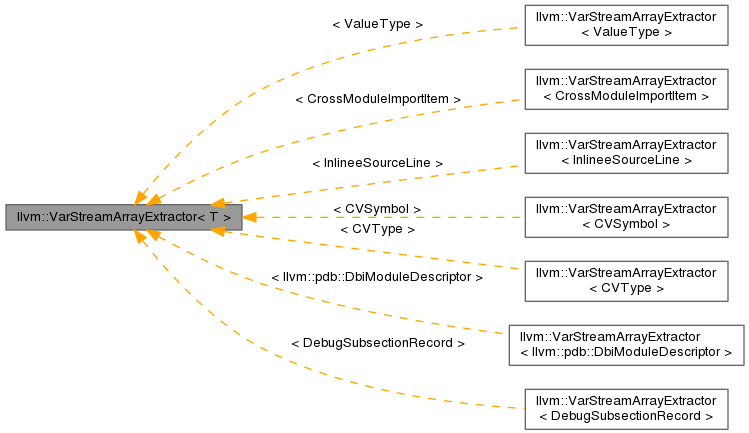 < ValueType >
llvm::VarStreamArrayExtractor
< ValueType >
< CrossModuleImportItem >
llvm::VarStreamArrayExtractor
< CrossModuleImportItem >
< InlineeSourceLine >
llvm::VarStreamArrayExtractor
< InlineeSourceLine >
llvm::VarStreamArrayExtractor< T >
< CVSymbol >
llvm::VarStreamArrayExtractor
< CVSymbol >
< CVType >
llvm::VarStreamArrayExtractor
< CVType >
< llvm::pdb::DbiModuleDescriptor >
llvm::VarStreamArrayExtractor
< llvm::pdb::DbiModuleDescriptor >
< DebugSubsectionRecord >
llvm::VarStreamArrayExtractor
< DebugSubsectionRecord >